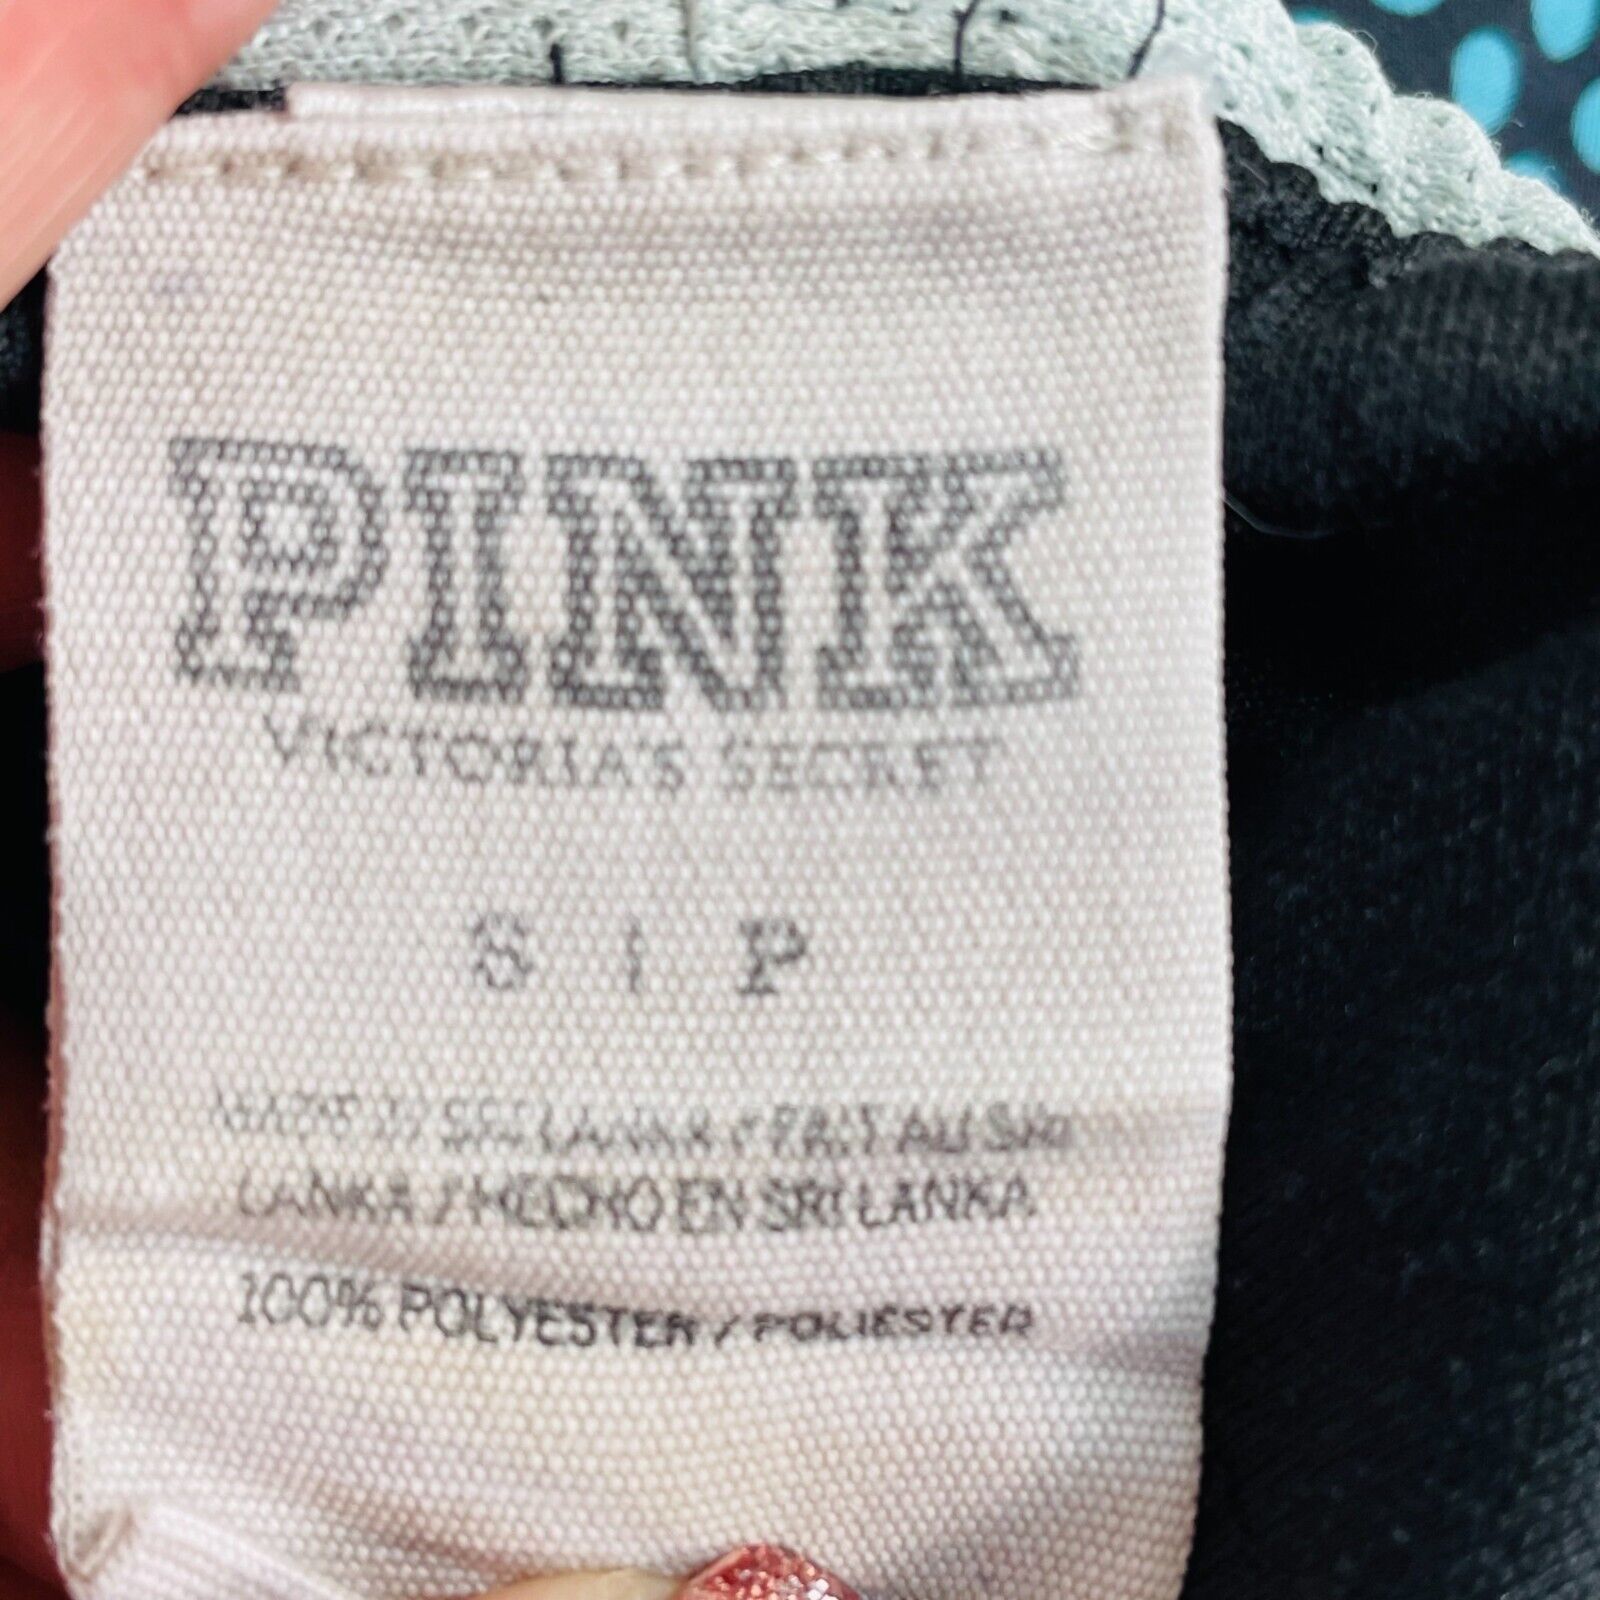 PINK
VICTORIA'S SECRET
S | P
MADE IN SRI LANKA / FAIT AU SRI
LANKA / HECHO EN SRI LANKA
100% POLYESTER / POLIESTER